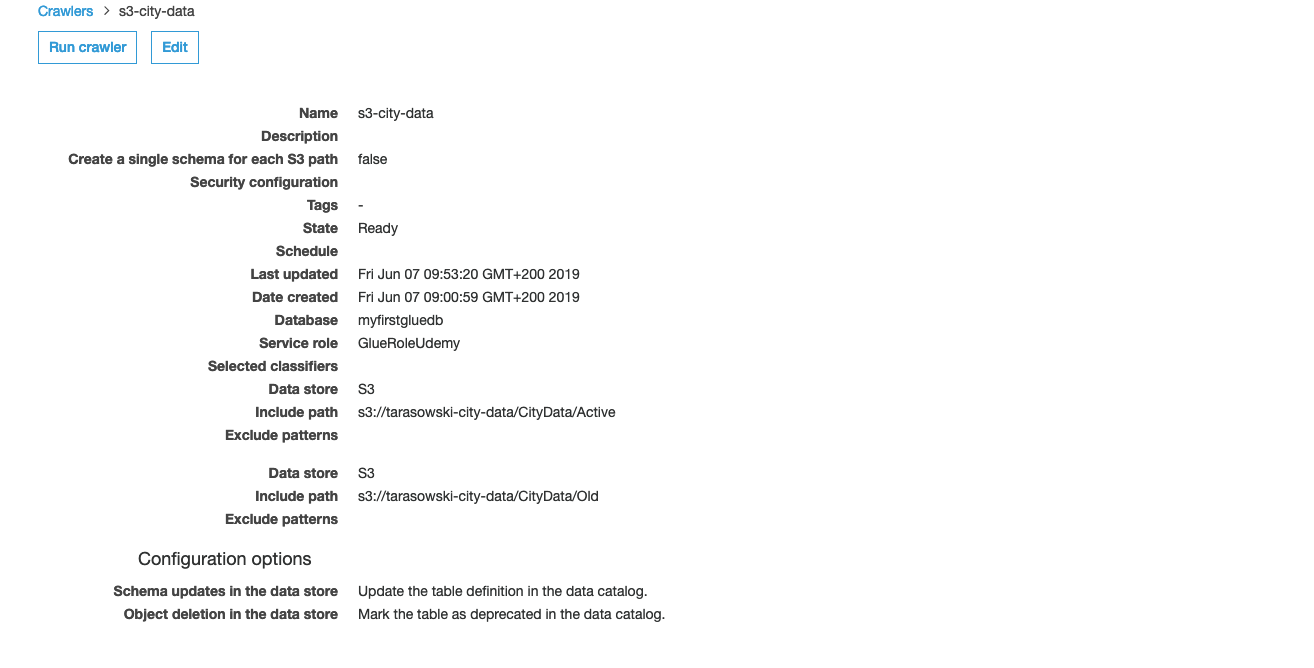 Crawlers > s3-city-data
Run crawler Edit
Name s3-city-data
Description
Create a single schema for each S3 path false
Security configuration
Tags -
State Ready
Schedule
Last updated Fri Jun 07 09:53:20 GMT+200 2019
Date created Fri Jun 07 09:00:59 GMT+200 2019
Database myfirstgluedb
Service role GlueRoleUdemy
Selected classifiers
Data store S3
Include path s3://tarasowski-city-data/CityData/Active
Exclude patterns
Data store S3
Include path s3://tarasowski-city-data/CityData/Old
Exclude patterns
Configuration options
Schema updates in the data store Update the table definition in the data catalog.
Object deletion in the data store Mark the table as deprecated in the data catalog.